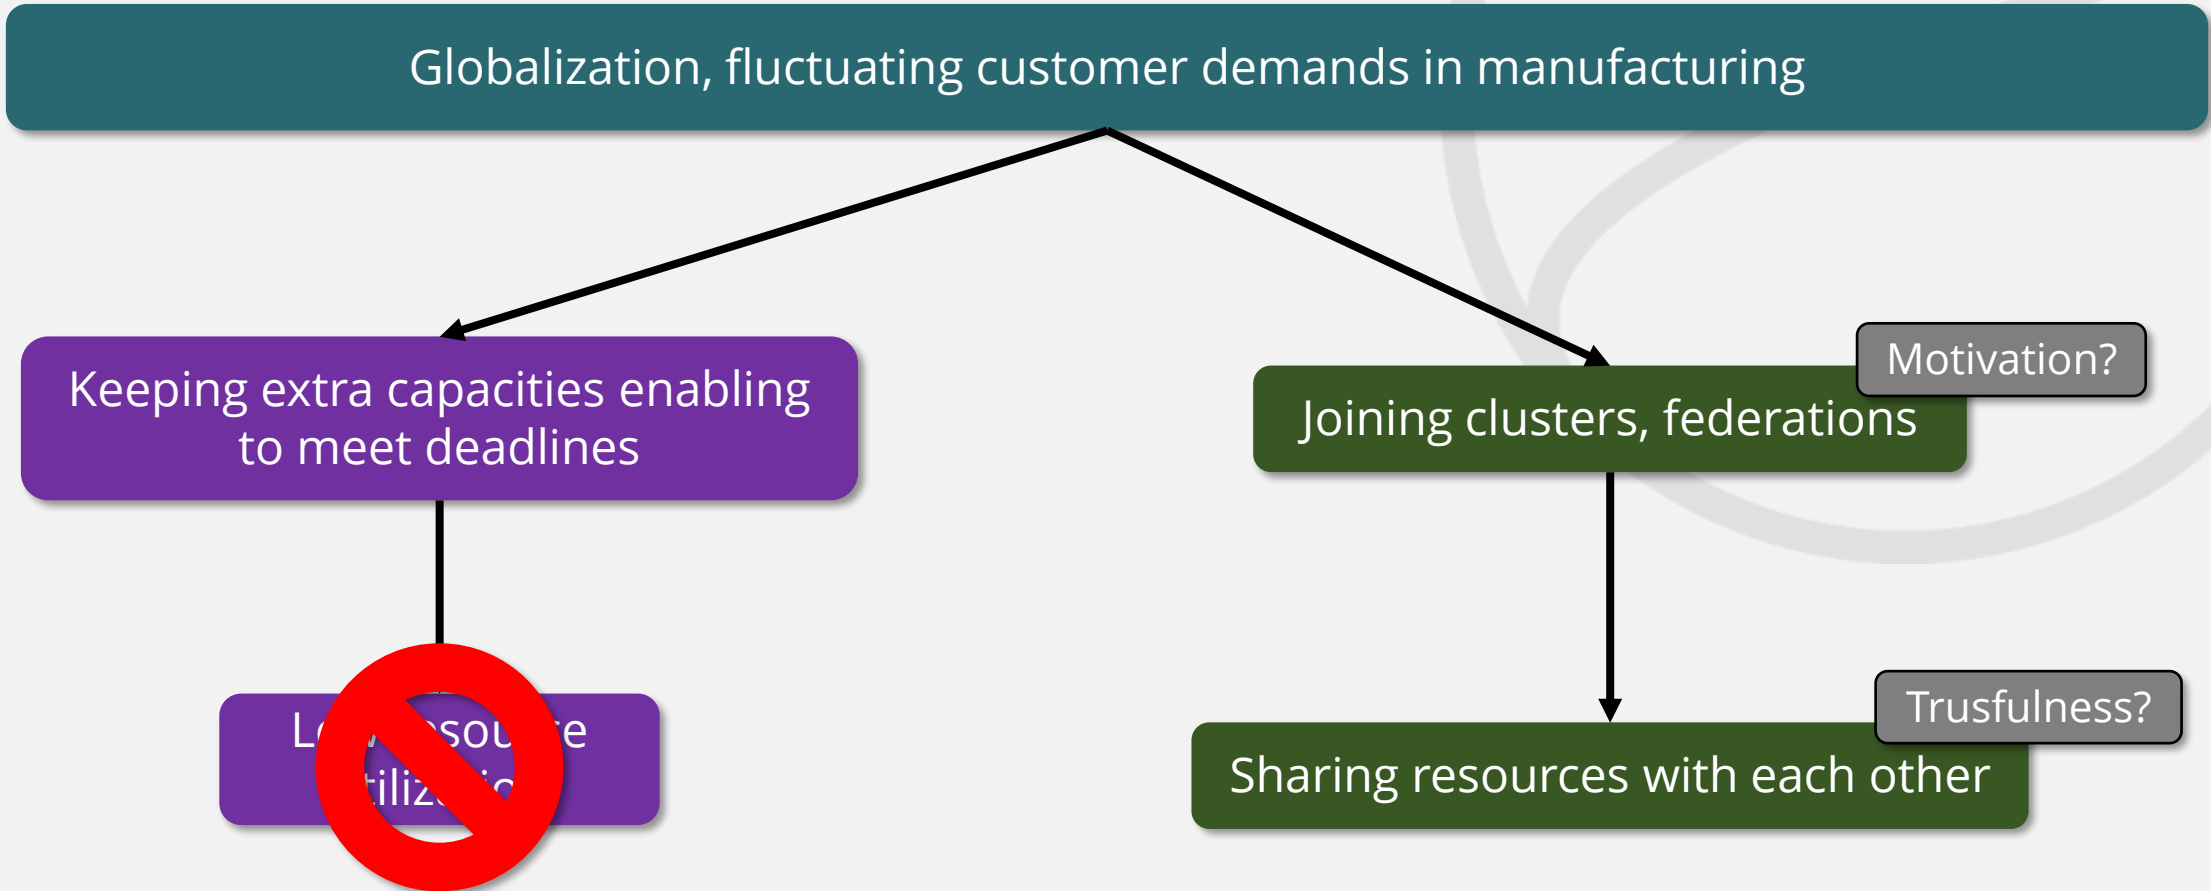 Globalization, fluctuating customer demands in manufacturing
Keeping extra capacities enabling
to meet deadlines
Motivation?
Joining clusters, federations
Trusfulness?
Sharing resources with each other